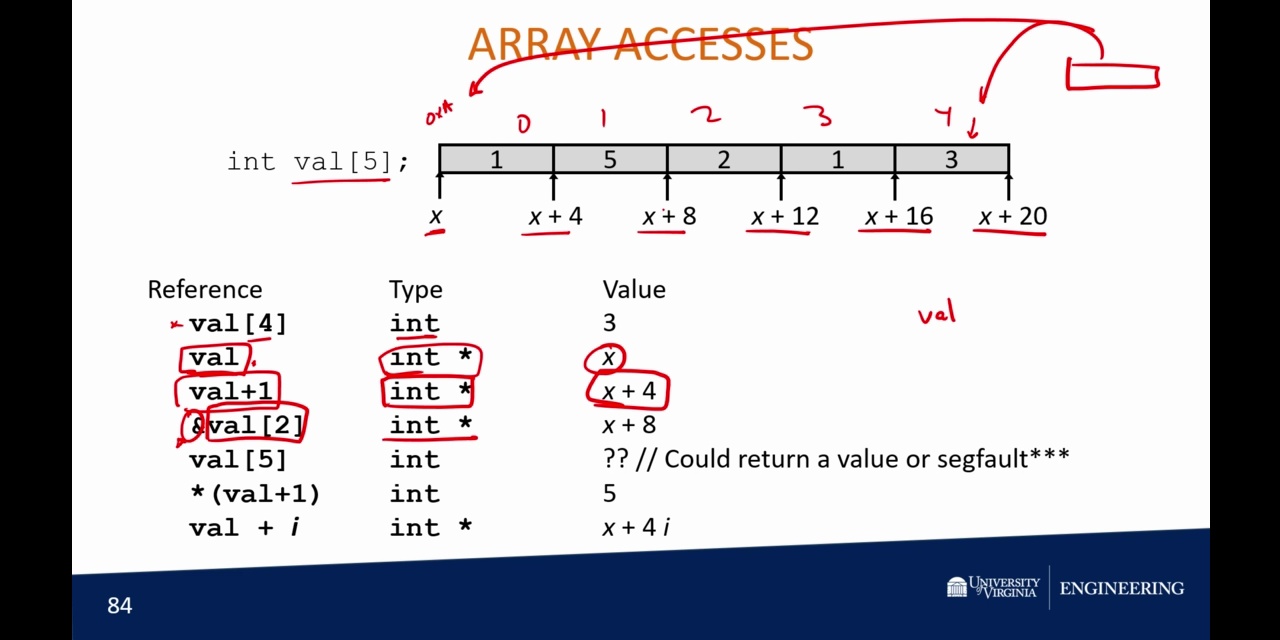 ARRAY ACCESSES
0xA 0 1 2 3 4
int val[5]; 1 5 2 1 3
x x + 4 x + 8 x + 12 x + 16 x + 20
Reference Type Value
val[4] int 3
val
val int * x
val+1 int * x + 4
&val[2] int * x + 8
val[5] int ?? // Could return a value or segfault***
*(val+1) int 5
val + i int * x + 4 i
84
UNIVERSITY of VIRGINIA ENGINEERING